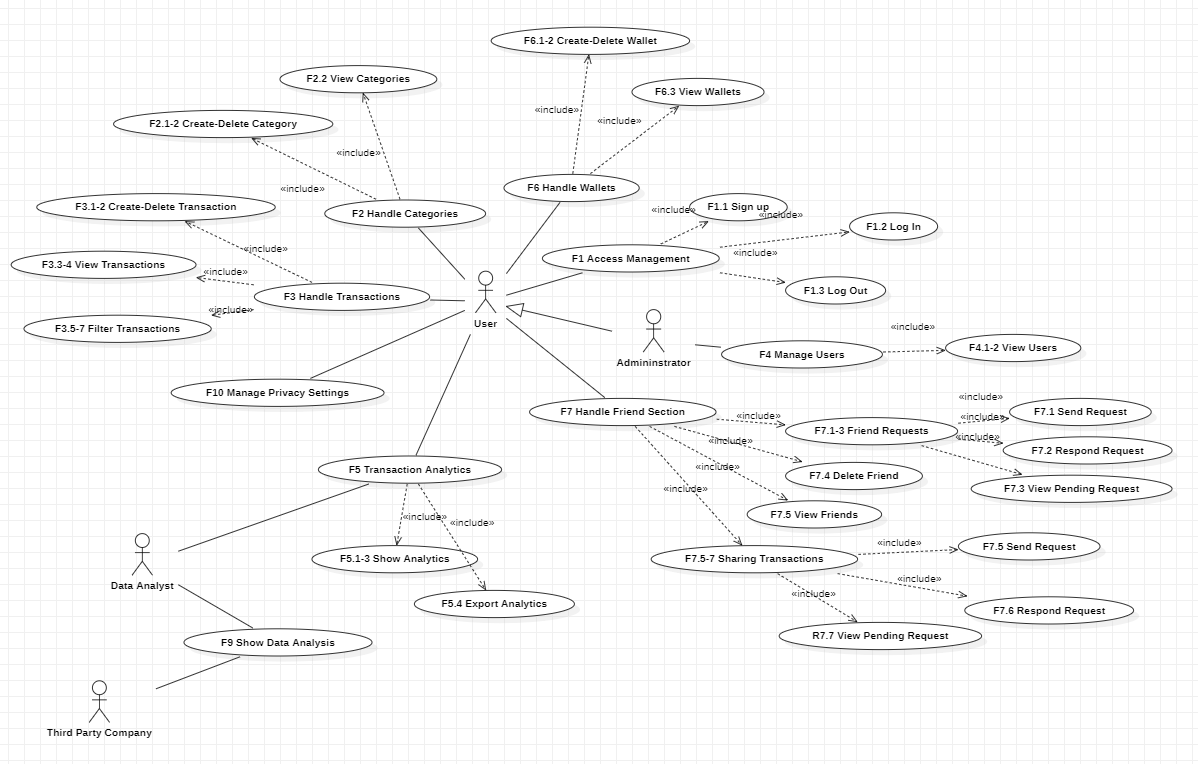 F6.1-2 Create-Delete Wallet
F2.2 View Categories
F6.3 View Wallets
«include»
F2.1-2 Create-Delete Category
«include»
«include»
«include»
F6 Handle Wallets
F3.1-2 Create-Delete Transaction
F2 Handle Categories
«include»
F1.1 Sign up
«include»
F1.2 Log In
«include»
«include»
F1 Access Management
F3.3-4 View Transactions
«include»
F1.3 Log Out
F3 Handle Transactions
«include»
F3.5-7 Filter Transactions
User
«include»
F4.1-2 View Users
F4 Manage Users
Admininstrator
F10 Manage Privacy Settings
«include»
F7 Handle Friend Section
«include»
«include»
F7.1 Send Request
F7.1-3 Friend Requests
«include»
«include»
F7.2 Respond Request
F5 Transaction Analytics
«include»
F7.4 Delete Friend
«include»
F7.3 View Pending Request
«include»
«include»
F7.5 View Friends
«include»
F7.5 Send Request
F5.1-3 Show Analytics
F7.5-7 Sharing Transactions
«include»
Data Analyst
«include»
F5.4 Export Analytics
F7.6 Respond Request
R7.7 View Pending Request
F9 Show Data Analysis
Third Party Company